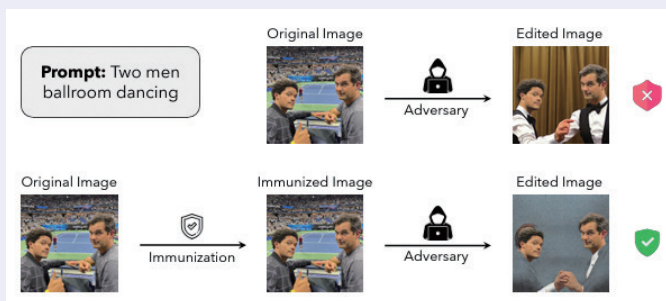 Original Image
Edited Image
Prompt: Two men
ballroom dancing
Adversary
Original Image
Immunized Image
Edited Image
Immunization
Adversary